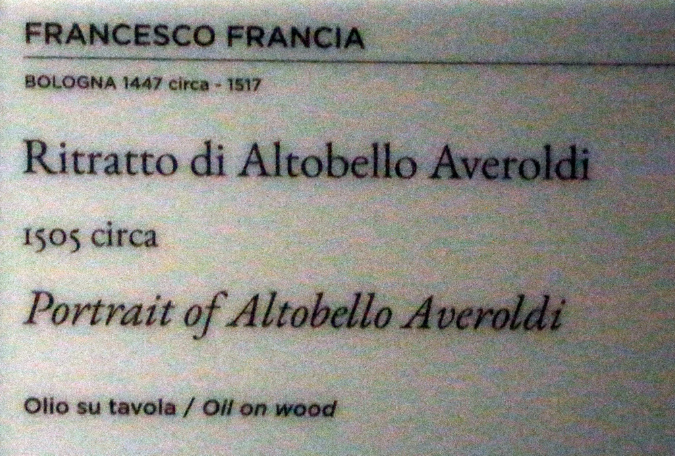 FRANCESCO FRANCIA
BOLOGNA 1447 circa - 1517
Ritratto di Altobello Averoldi
1505 circa
Portrait of Altobello Averoldi
Olio su tavola / Oil on wood